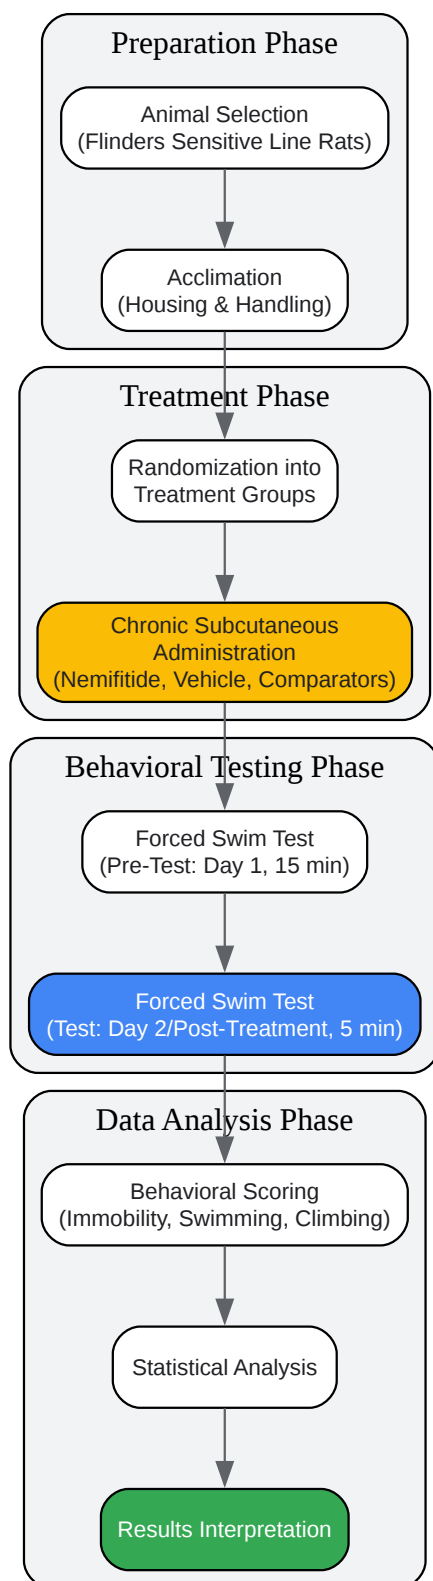 Preparation Phase
Animal Selection
(Flinders Sensitive Line Rats)
Acclimation
(Housing & Handling)
Treatment Phase
Randomization into
Treatment Groups
Chronic Subcutaneous
Administration
(Nemifitide, Vehicle, Comparators)
Behavioral Testing Phase
Forced Swim Test
(Pre-Test: Day 1, 15 min)
Forced Swim Test
(Test: Day 2/Post-Treatment, 5 min)
Data Analysis Phase
Behavioral Scoring
(Immobility, Swimming, Climbing)
Statistical Analysis
Results Interpretation